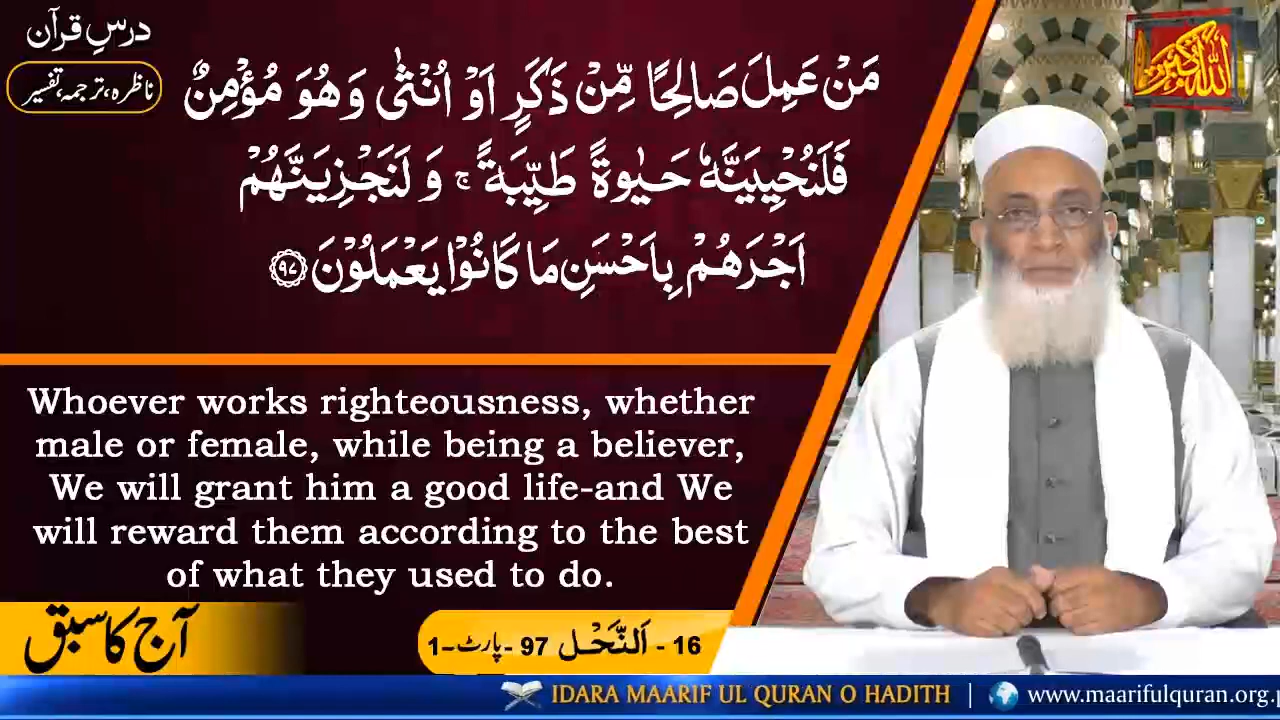 درسِ قرآن
ناظرہ، ترجمہ، تفسیر
اللہ اکبر
مَنْ عَمِلَ صَالِحًا مِّنْ ذَكَرٍ اَوْ اُنْثٰى وَهُوَ مُؤْمِنٌ
فَلَنُحْيِيَنَّهٗ حَيٰوةً طَيِّبَةً ۚ وَ لَنَجْزِيَنَّهُمْ
اَجْرَهُمْ بِاَحْسَنِ مَا كَانُوْا يَعْمَلُوْنَ ۹۷
Whoever works righteousness, whether
male or female, while being a believer,
We will grant him a good life-and We
will reward them according to the best
of what they used to do.
آج کا سبق
16 - اَلنَّحْل 97 - پارٹ-1
IDARA MAARIF UL QURAN O HADITH | www.maarifulquran.org.p